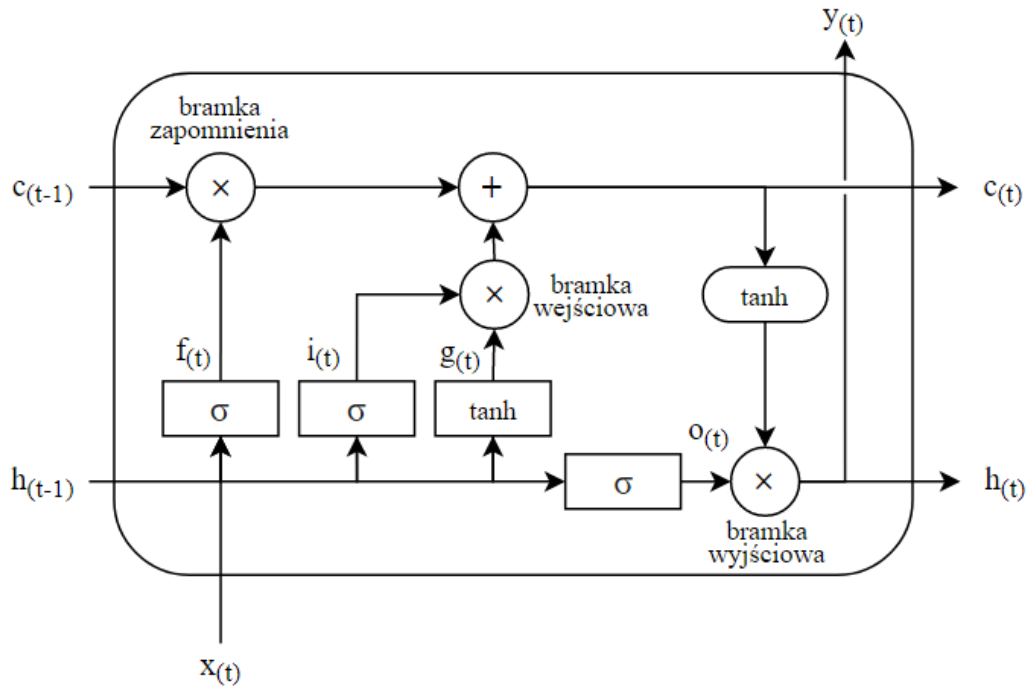 y(t)
bramka
zapomnienia
c(t-1)
×
+
c(t)
×
bramka
wejściowa
tanh
f(t)
i(t)
g(t)
σ
σ
tanh
o(t)
h(t-1)
σ
×
h(t)
bramka
wyjściowa
x(t)